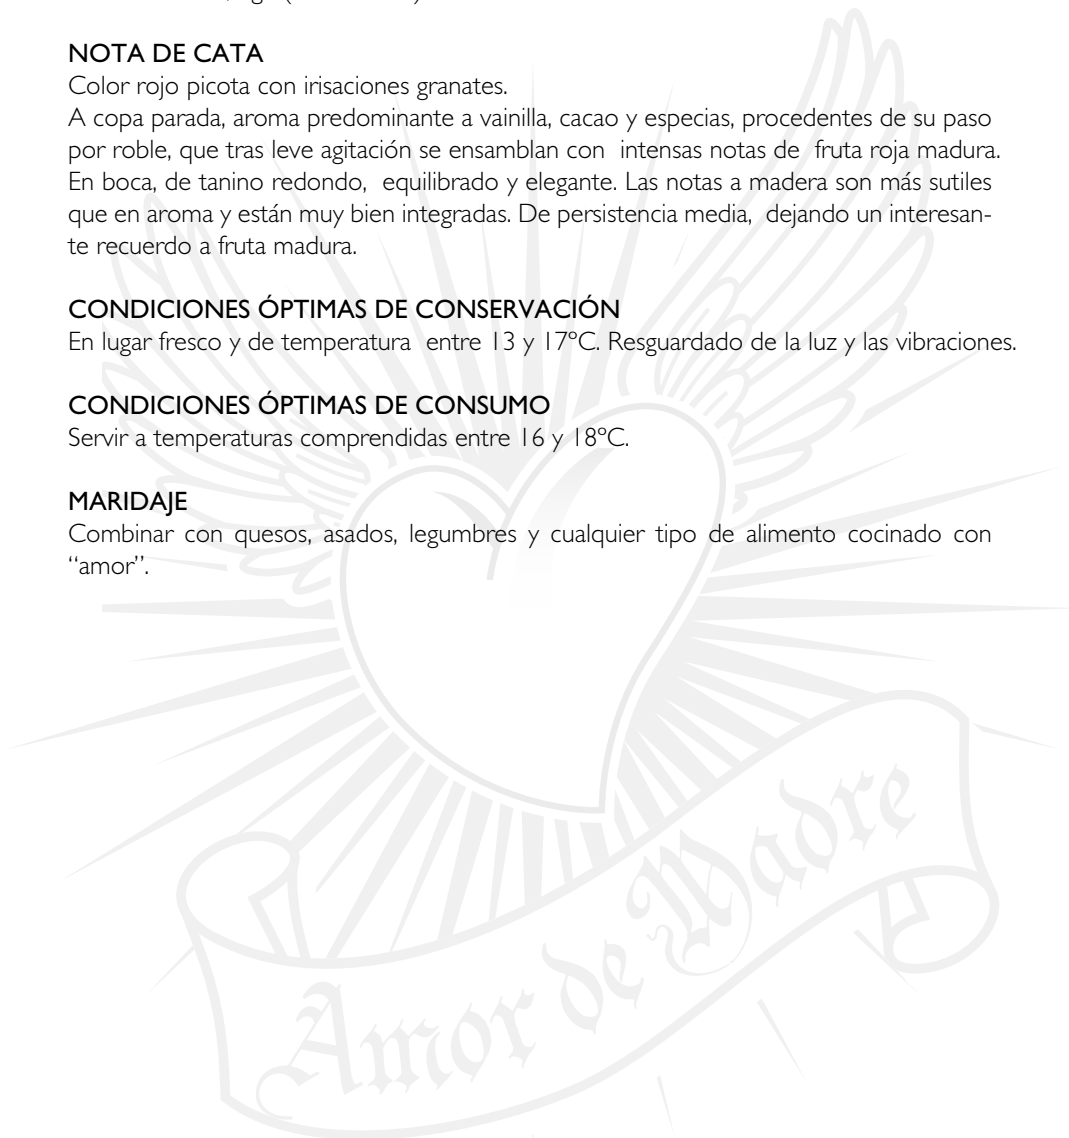 NOTA DE CATA
Color rojo picota con irisaciones granates.
A copa parada, aroma predominante a vainilla, cacao y especias, procedentes de su paso
por roble, que tras leve agitación se ensamblan con intensas notas de fruta roja madura.
En boca, de tanino redondo, equilibrado y elegante. Las notas a madera son más sutiles
que en aroma y están muy bien integradas. De persistencia media, dejando un interesan-
te recuerdo a fruta madura.
CONDICIONES ÓPTIMAS DE CONSERVACIÓN
En lugar fresco y de temperatura entre 13 y 17ºC. Resguardado de la luz y las vibraciones.
CONDICIONES ÓPTIMAS DE CONSUMO
Servir a temperaturas comprendidas entre 16 y 18ºC.
MARIDAJE
Combinar con quesos, asados, legumbres y cualquier tipo de alimento cocinado con
“amor”.
Amor de Madre